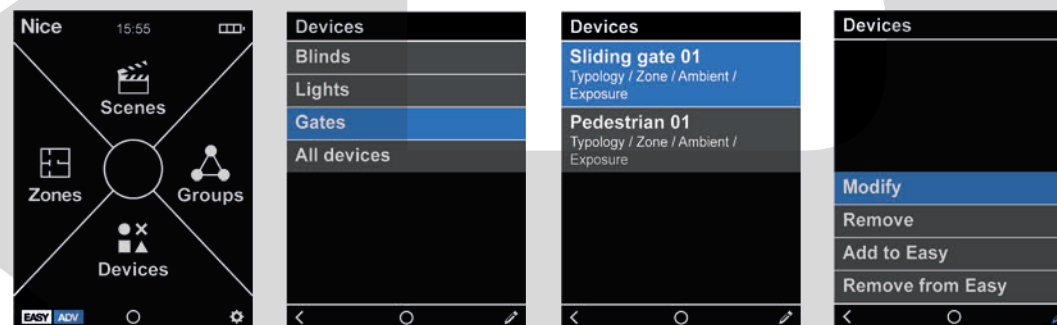 Nice
15:55
Scenes
Zones
Groups
Devices
EASY ADV
Devices
Blinds
Lights
Gates
All devices
Devices
Sliding gate 01
Typology / Zone / Ambient /
Exposure
Pedestrian 01
Typology / Zone / Ambient /
Exposure
Devices
Modify
Remove
Add to Easy
Remove from Easy